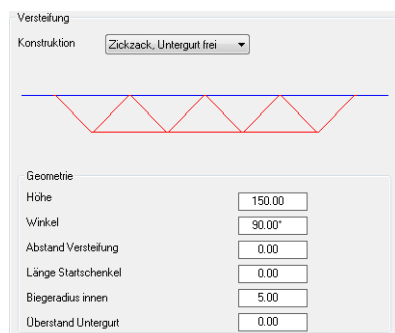 Versteifung
Konstruktion Zickzack, Untergurt frei
Geometrie
Höhe 150.00
Winkel 90.00°
Abstand Versteifung 0.00
Länge Startschenkel 0.00
Biegeradius innen 5.00
Überstand Untergurt 0.00